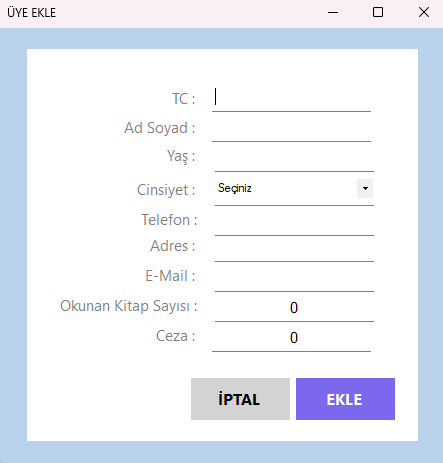 ÜYE EKLE
TC :
Ad Soyad :
Yaş :
Cinsiyet : Seçiniz
Telefon :
Adres :
E-Mail :
Okunan Kitap Sayısı : 0
Ceza : 0
İPTAL EKLE